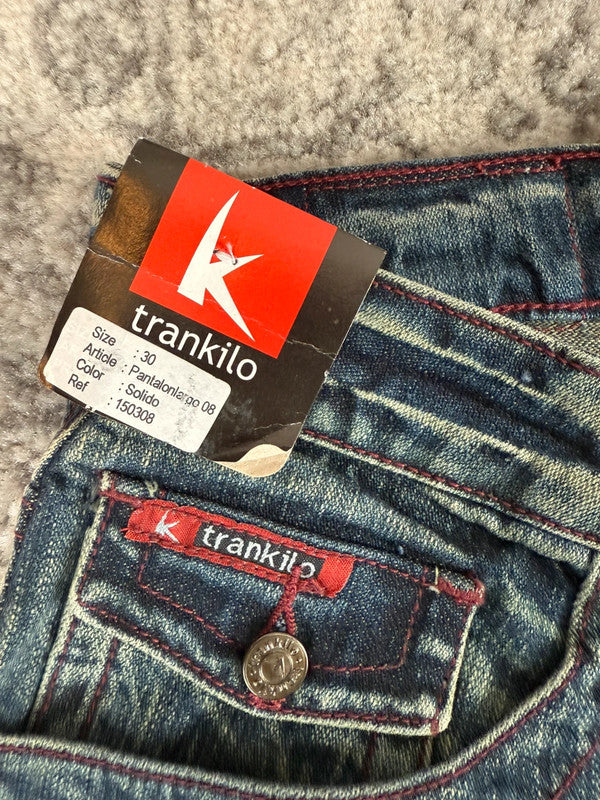 k
trankilo
Size : 30
Article : Pantalonlargo 08
Color : Solido
Ref : 150308
K trankilo